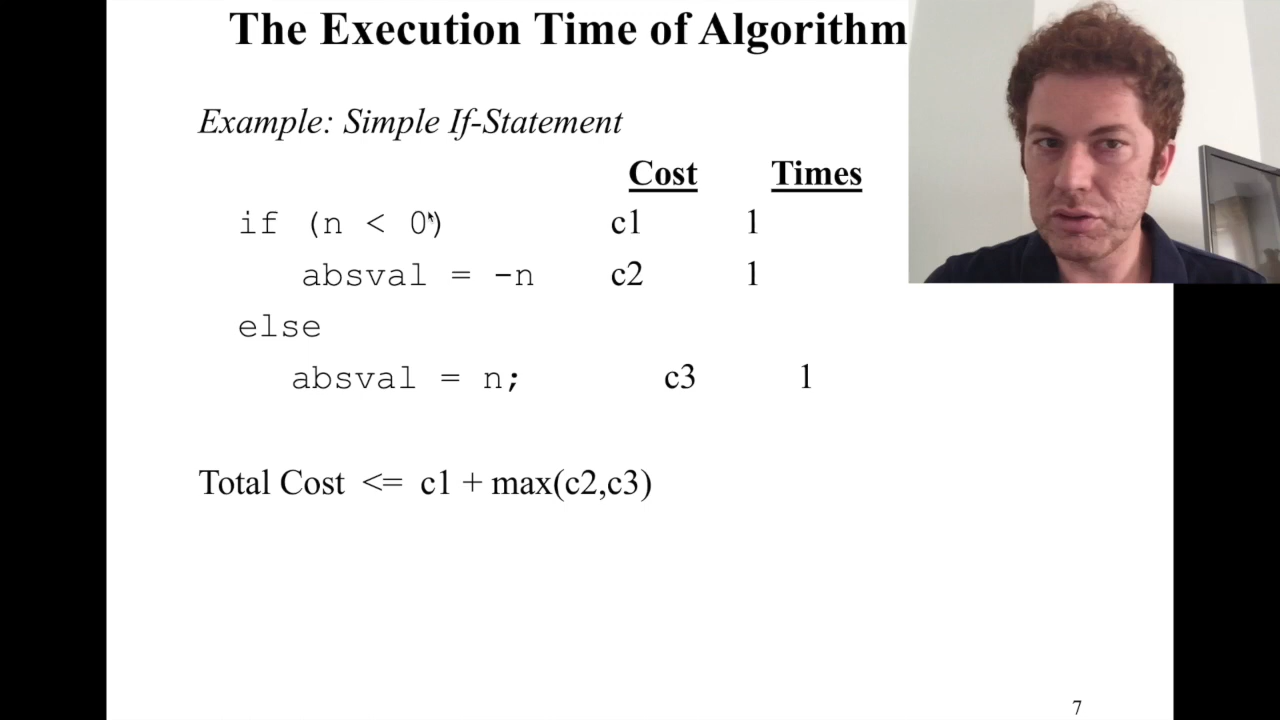 The Execution Time of Algorithm
Example: Simple If-Statement
Cost Times
if (n < 0) c1 1
absval = -n c2 1
else
absval = n; c3 1
Total Cost <= c1 + max(c2,c3)
7